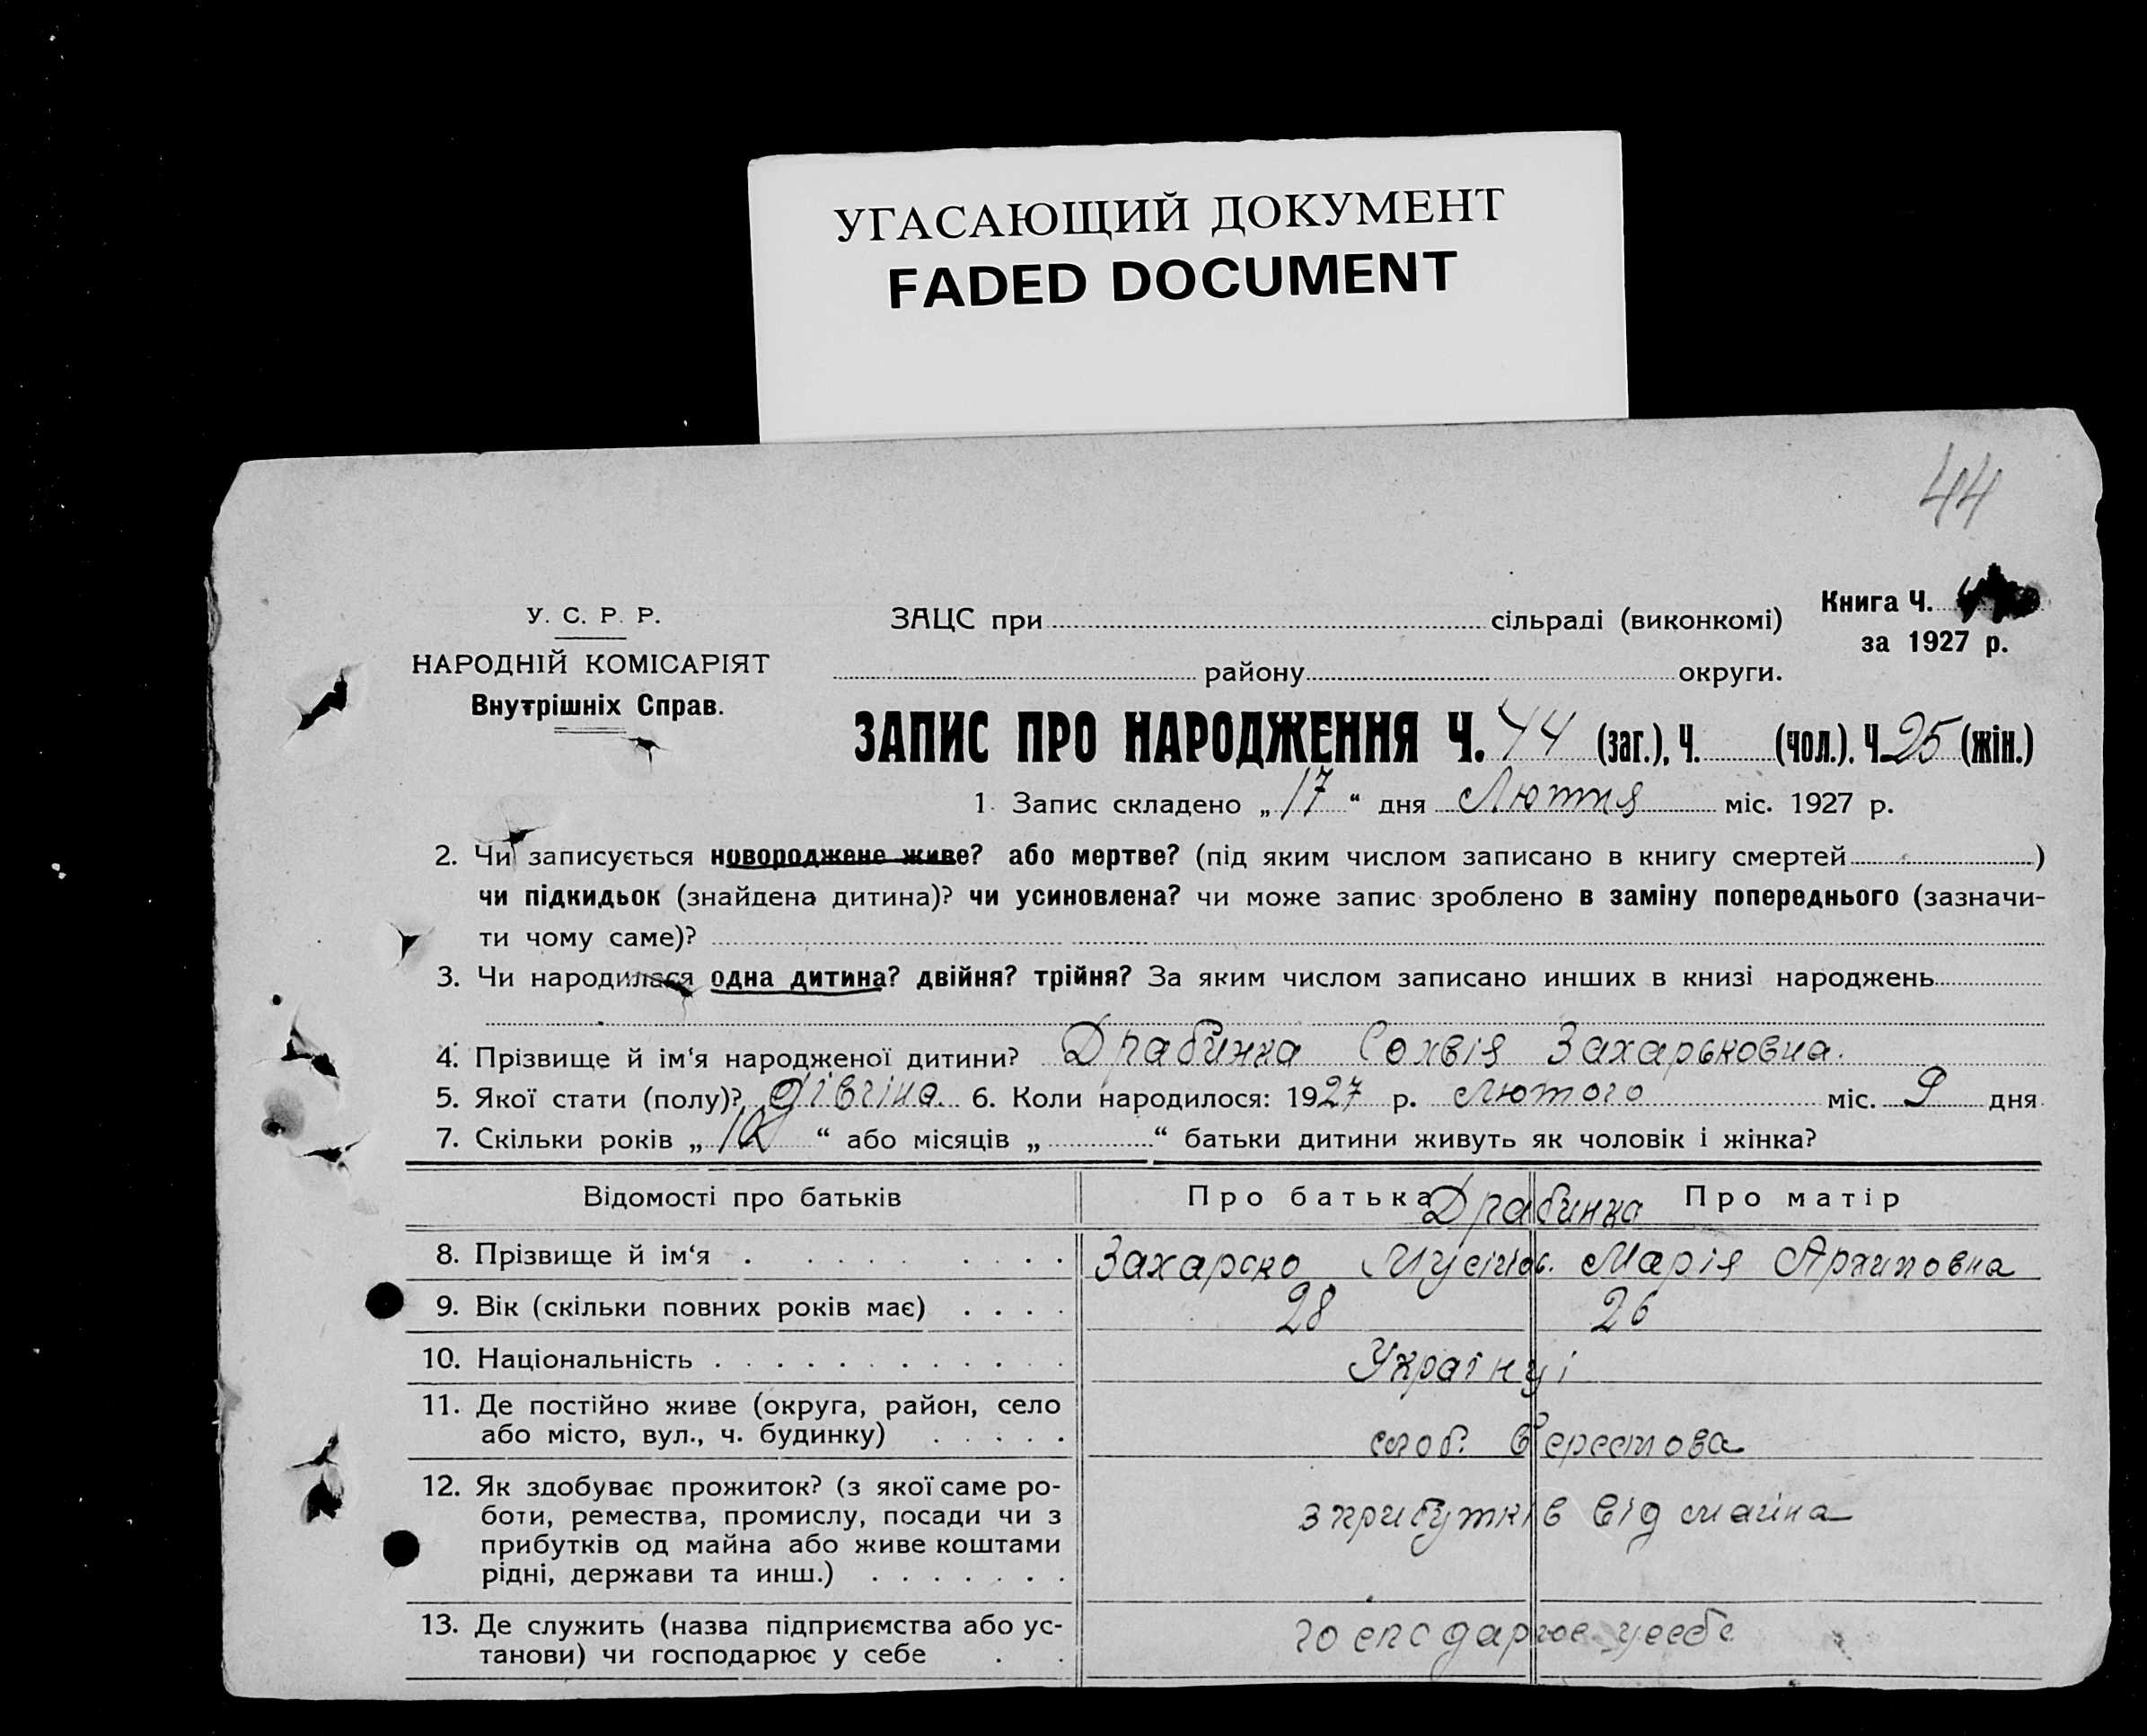 УГАСАЮЩИЙ ДОКУМЕНТ
FADED DOCUMENT
44
У. С. Р. Р.
НАРОДНІЙ КОМІСАРІЯТ
Внутрішніх Справ.
ЗАЦС при сільраді (виконкомі)
району округи.
Книга Ч.
за 1927 р.
ЗАПИС ПРО НАРОДЖЕННЯ Ч. 44 (заг.), Ч. (чол.). Ч. 25 (жін.)
1. Запис складено „17“ дня Лютия міс. 1927 р.
2. Чи записується новороджене живе? або мертве? (під яким числом записано в книгу смертей )
чи підкидьок (знайдена дитина)? чи усиновлена? чи може запис зроблено в заміну попереднього (зазначи-
ти чому саме)?
3. Чи народилася одна дитина? двійня? трійня? За яким числом записано инших в книзі народжень
4. Прізвище й ім‘я народженої дитини? Драбинка Сохвія Захарьковна.
5. Якої стати (полу)? дівчина. 6. Коли народилося: 1927 р. Лютого міс. 9 дня
7. Скільки років „ “ або місяців „ “ батьки дитини живуть як чоловік і жінка?
Відомості про батьків Про батька Про матір
Драбинка
8. Прізвище й ім‘я Захарько Мусійов. Марія Архиповна
9. Вік (скільки повних років має) 28 26
10. Національність Українці
11. Де постійно живе (округа, район, село
або місто, вул., ч. будинку) слоб. Берестова
12. Як здобуває прожиток? (з якої саме ро-
боти, ремества, промислу, посади чи з
прибутків од майна або живе коштами
рідні, держави та инш.) з прибутків від майна
13. Де служить (назва підприємства або ус-
танови) чи господарює у себе господарює у себе